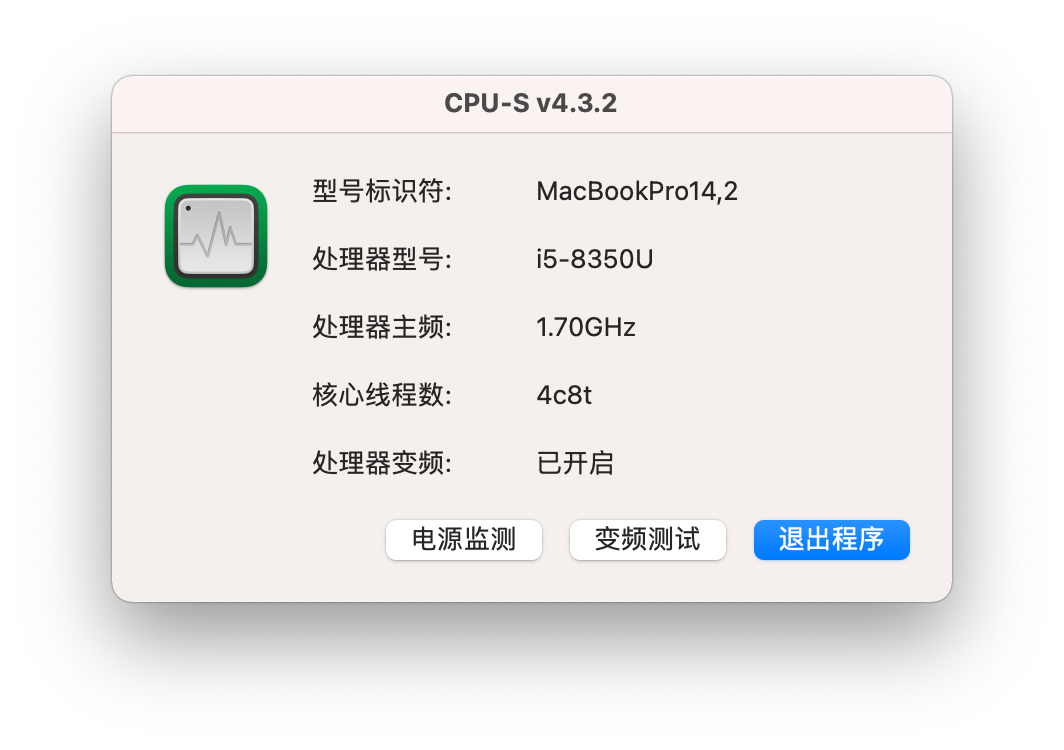 CPU-S v4.3.2
型号标识符: MacBookPro14,2
处理器型号: i5-8350U
处理器主频: 1.70GHz
核心线程数: 4c8t
处理器变频: 已开启
电源监测 变频测试 退出程序